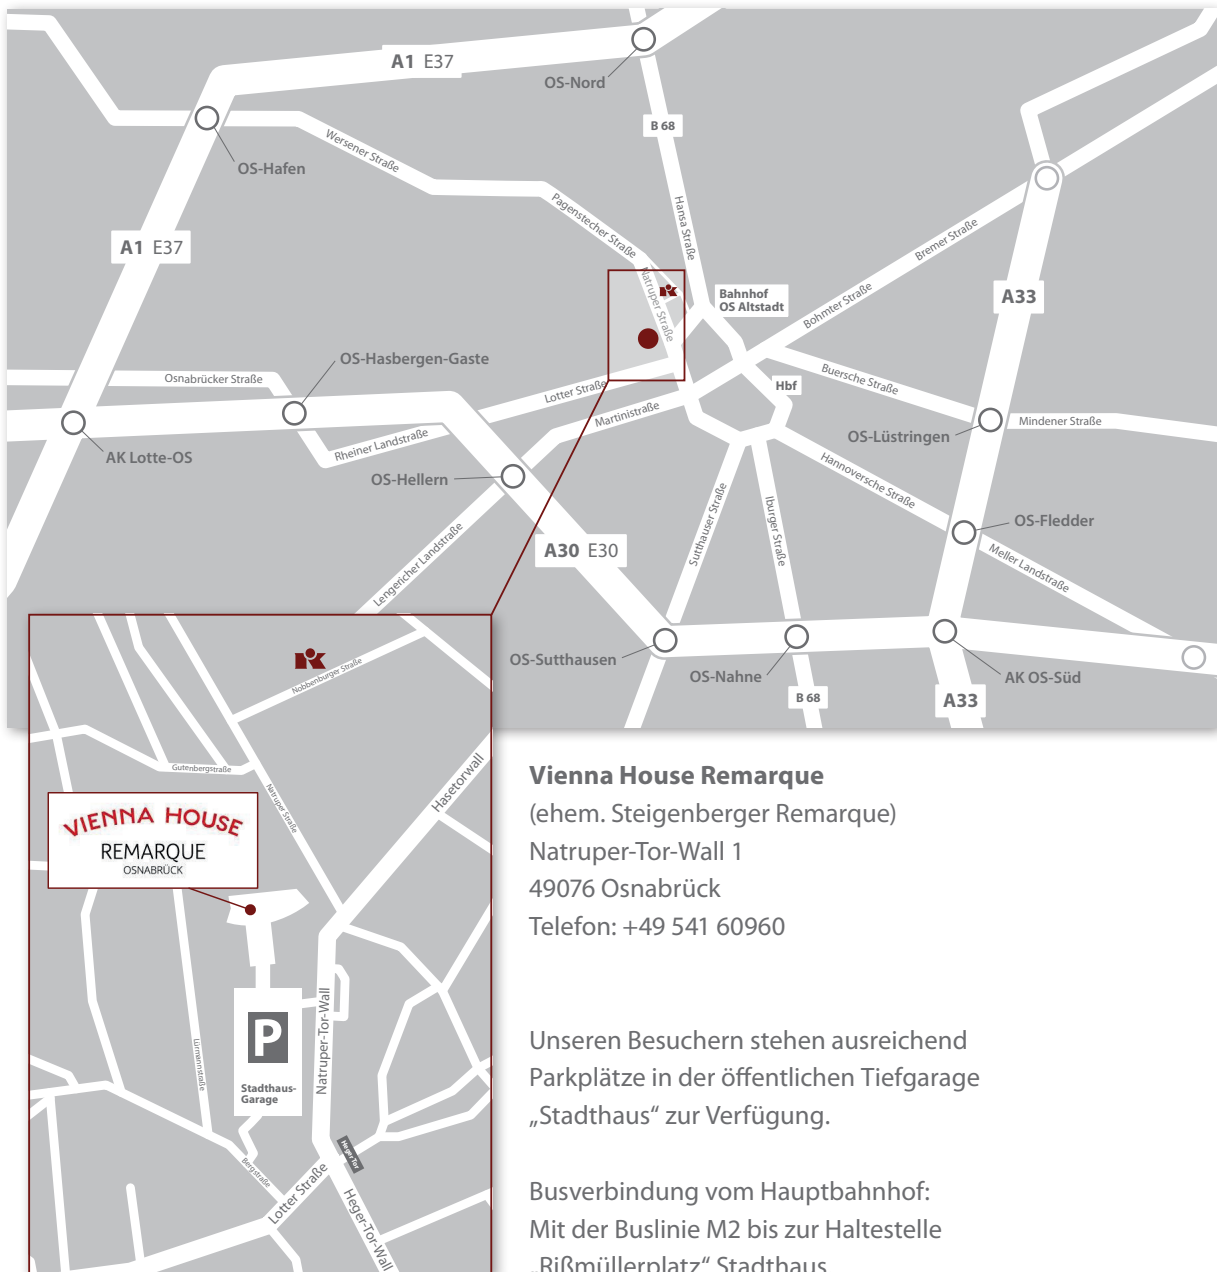 A1 E37
OS-Nord
B 68
Wersener Straße
OS-Hafen
Pagenstecher Straße
Hansa Straße
A1 E37
Bremer Straße
Natruper Straße
Bahnhof
OS Altstadt
A33
Bohmter Straße
OS-Hasbergen-Gaste
Osnabrücker Straße
Buersche Straße
Hbf
Lotter Straße
Martinistraße
Mindener Straße
OS-Lüstringen
Rheiner Landstraße
AK Lotte-OS
OS-Hellern
Hannoversche Straße
Sutthauser Straße
Iburger Straße
OS-Fledder
A30 E30
Lengericher Landstraße
Meller Landstraße
OS-Sutthausen
OS-Nahne
AK OS-Süd
B 68
A33
Nobbenburger Straße
Gutenbergstraße
Hasetorwall
Natruper Straße
VIENNA HOUSE
REMARQUE
OSNABRÜCK
P
Stadthaus-
Garage
Natruper-Tor-Wall
Lürmannstraße
Heger Tor
Bergstraße
Lotter Straße
Heger-Tor-Wall
Vienna House Remarque
(ehem. Steigenberger Remarque)
Natruper-Tor-Wall 1
49076 Osnabrück
Telefon: +49 541 60960
Unseren Besuchern stehen ausreichend
Parkplätze in der öffentlichen Tiefgarage
„Stadthaus“ zur Verfügung.
Busverbindung vom Hauptbahnhof:
Mit der Buslinie M2 bis zur Haltestelle
„Rißmüllerplatz“ Stadthaus